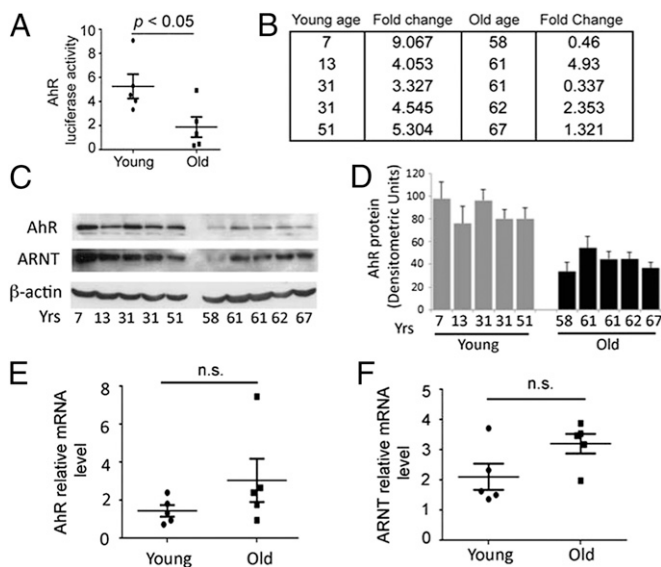 A
p < 0.05
AhR
luciferase activity
10
8
6
4
2
0
Young
Old
B
Young age Fold change Old age Fold Change
7 9.067 58 0.46
13 4.053 61 4.93
31 3.327 61 0.337
31 4.545 62 2.353
51 5.304 67 1.321
C
AhR
ARNT
β-actin
Yrs 7 13 31 31 51 58 61 61 62 67
D
AhR protein
(Densitometric Units)
120
100
80
60
40
20
0
Yrs 7 13 31 31 51 58 61 61 62 67
Young Old
E
n.s.
AhR relative mRNA
level
8
6
4
2
0
Young Old
F
n.s.
ARNT relative mRNA
level
5
4
3
2
1
0
Young Old